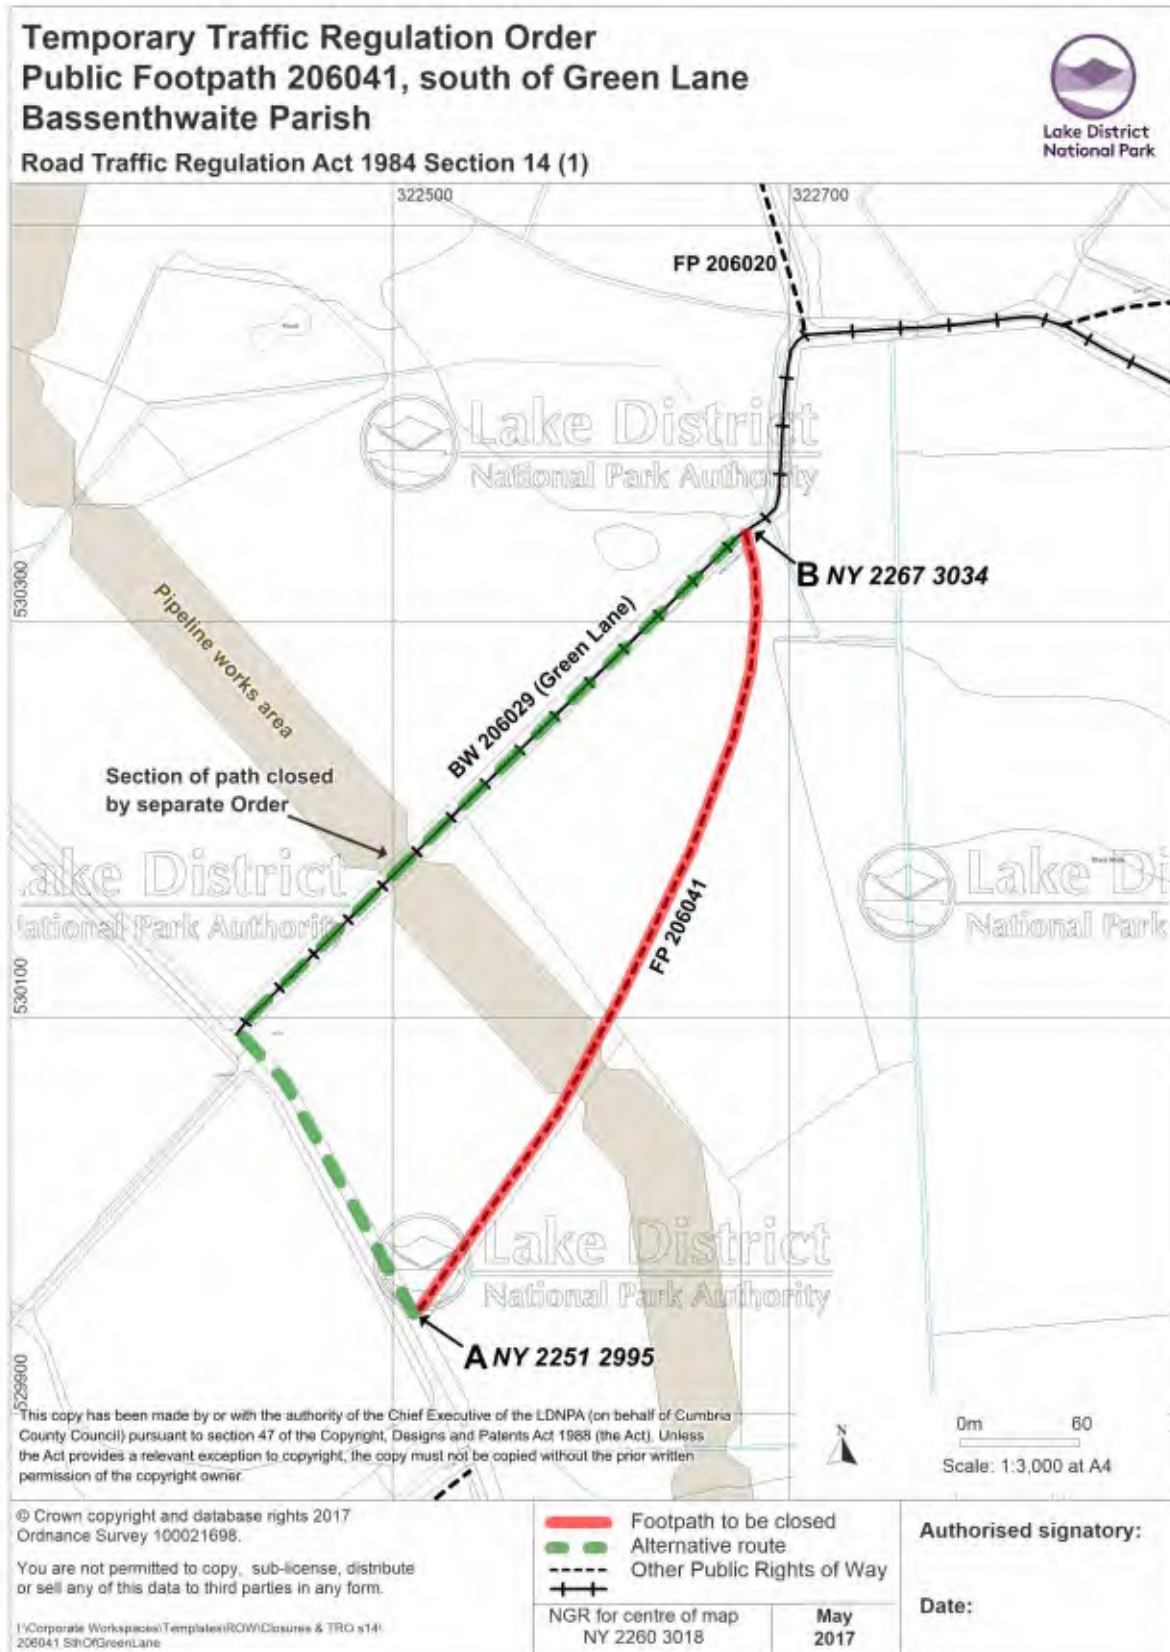 Temporary Traffic Regulation Order
Public Footpath 206041, south of Green Lane
Bassenthwaite Parish
Road Traffic Regulation Act 1984 Section 14 (1)
Lake District
National Park
322500
322700
FP 206020
Lake District
National Park Authority
530300
B NY 2267 3034
Pipeline works area
BW 206029 (Green Lane)
Section of path closed
by separate Order
Lake District
National Park Authority
Lake Di
National Park
FP 206041
530100
Lake District
National Park Authority
A NY 2251 2995
529900
This copy has been made by or with the authority of the Chief Executive of the LDNPA (on behalf of Cumbria
County Council) pursuant to section 47 of the Copyright, Designs and Patents Act 1988 (the Act). Unless
the Act provides a relevant exception to copyright, the copy must not be copied without the prior written
permission of the copyright owner
N
0m 60
Scale: 1:3,000 at A4
© Crown copyright and database rights 2017
Ordnance Survey 100021698.
You are not permitted to copy, sub-license, distribute
or sell any of this data to third parties in any form.
I:\Corporate Workspaces\Templates\ROW\Closures & TRO s14\
206041 SthOfGreenLane
Footpath to be closed
Alternative route
Other Public Rights of Way
NGR for centre of map
NY 2260 3018
May
2017
Authorised signatory:
Date: